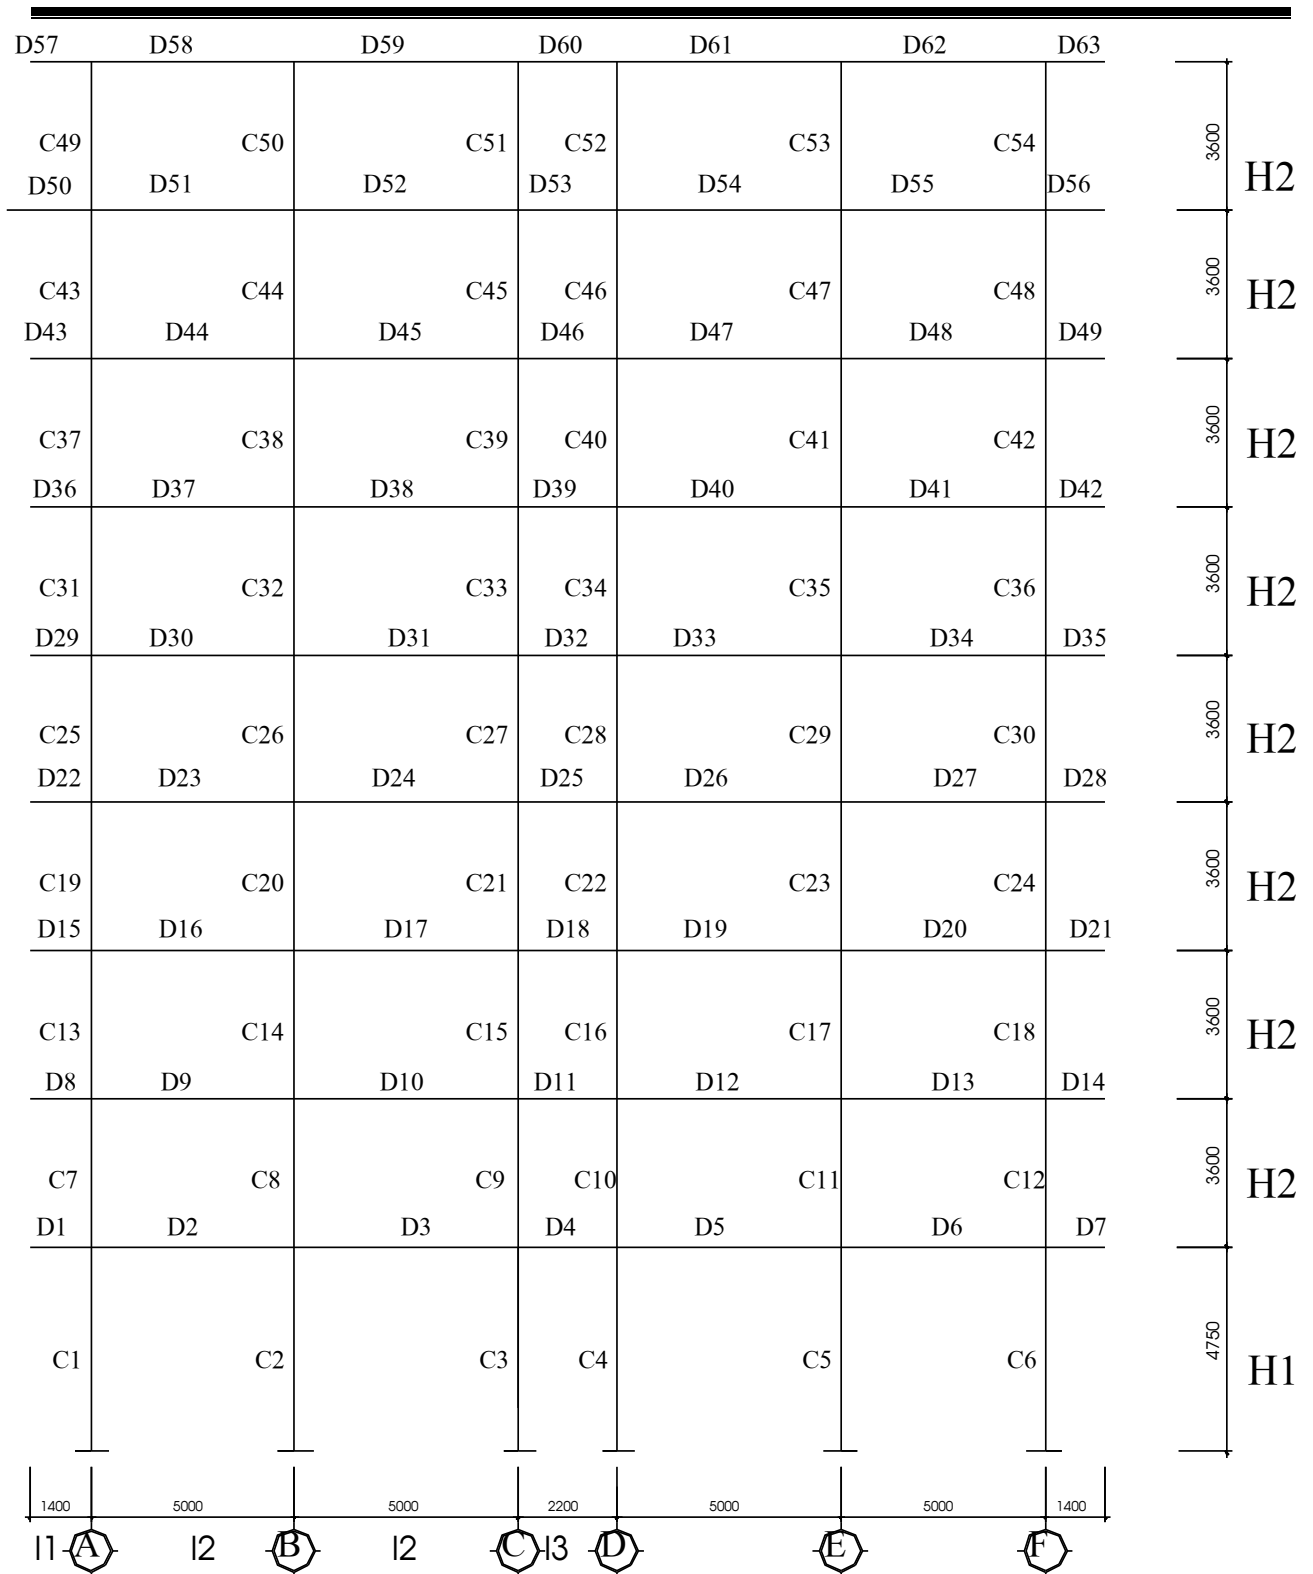 D57 D58 D59 D60 D61 D62 D63
C49 C50 C51 C52 C53 C54 3600
D50 D51 D52 D53 D54 D55 D56 H2
C43 C44 C45 C46 C47 C48 3600 H2
D43 D44 D45 D46 D47 D48 D49
C37 C38 C39 C40 C41 C42 3600 H2
D36 D37 D38 D39 D40 D41 D42
C31 C32 C33 C34 C35 C36 3600 H2
D29 D30 D31 D32 D33 D34 D35
C25 C26 C27 C28 C29 C30 3600 H2
D22 D23 D24 D25 D26 D27 D28
C19 C20 C21 C22 C23 C24 3600 H2
D15 D16 D17 D18 D19 D20 D21
C13 C14 C15 C16 C17 C18 3600 H2
D8 D9 D10 D11 D12 D13 D14
C7 C8 C9 C10 C11 C12 3600 H2
D1 D2 D3 D4 D5 D6 D7
C1 C2 C3 C4 C5 C6 4750 H1
1400 5000 5000 2200 5000 5000 1400
l1 A l2 B l2 C l3 D E F